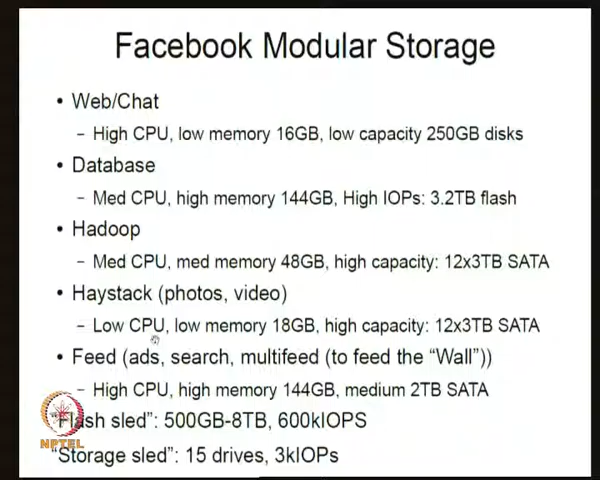 Facebook Modular Storage
• Web/Chat
– High CPU, low memory 16GB, low capacity 250GB disks
• Database
– Med CPU, high memory 144GB, High IOPs: 3.2TB flash
• Hadoop
– Med CPU, med memory 48GB, high capacity: 12x3TB SATA
• Haystack (photos, video)
– Low CPU, low memory 18GB, high capacity: 12x3TB SATA
• Feed (ads, search, multifeed (to feed the “Wall”))
– High CPU, high memory 144GB, medium 2TB SATA
“Flash sled”: 500GB-8TB, 600kIOPS
NPTEL
“Storage sled”: 15 drives, 3kIOPs